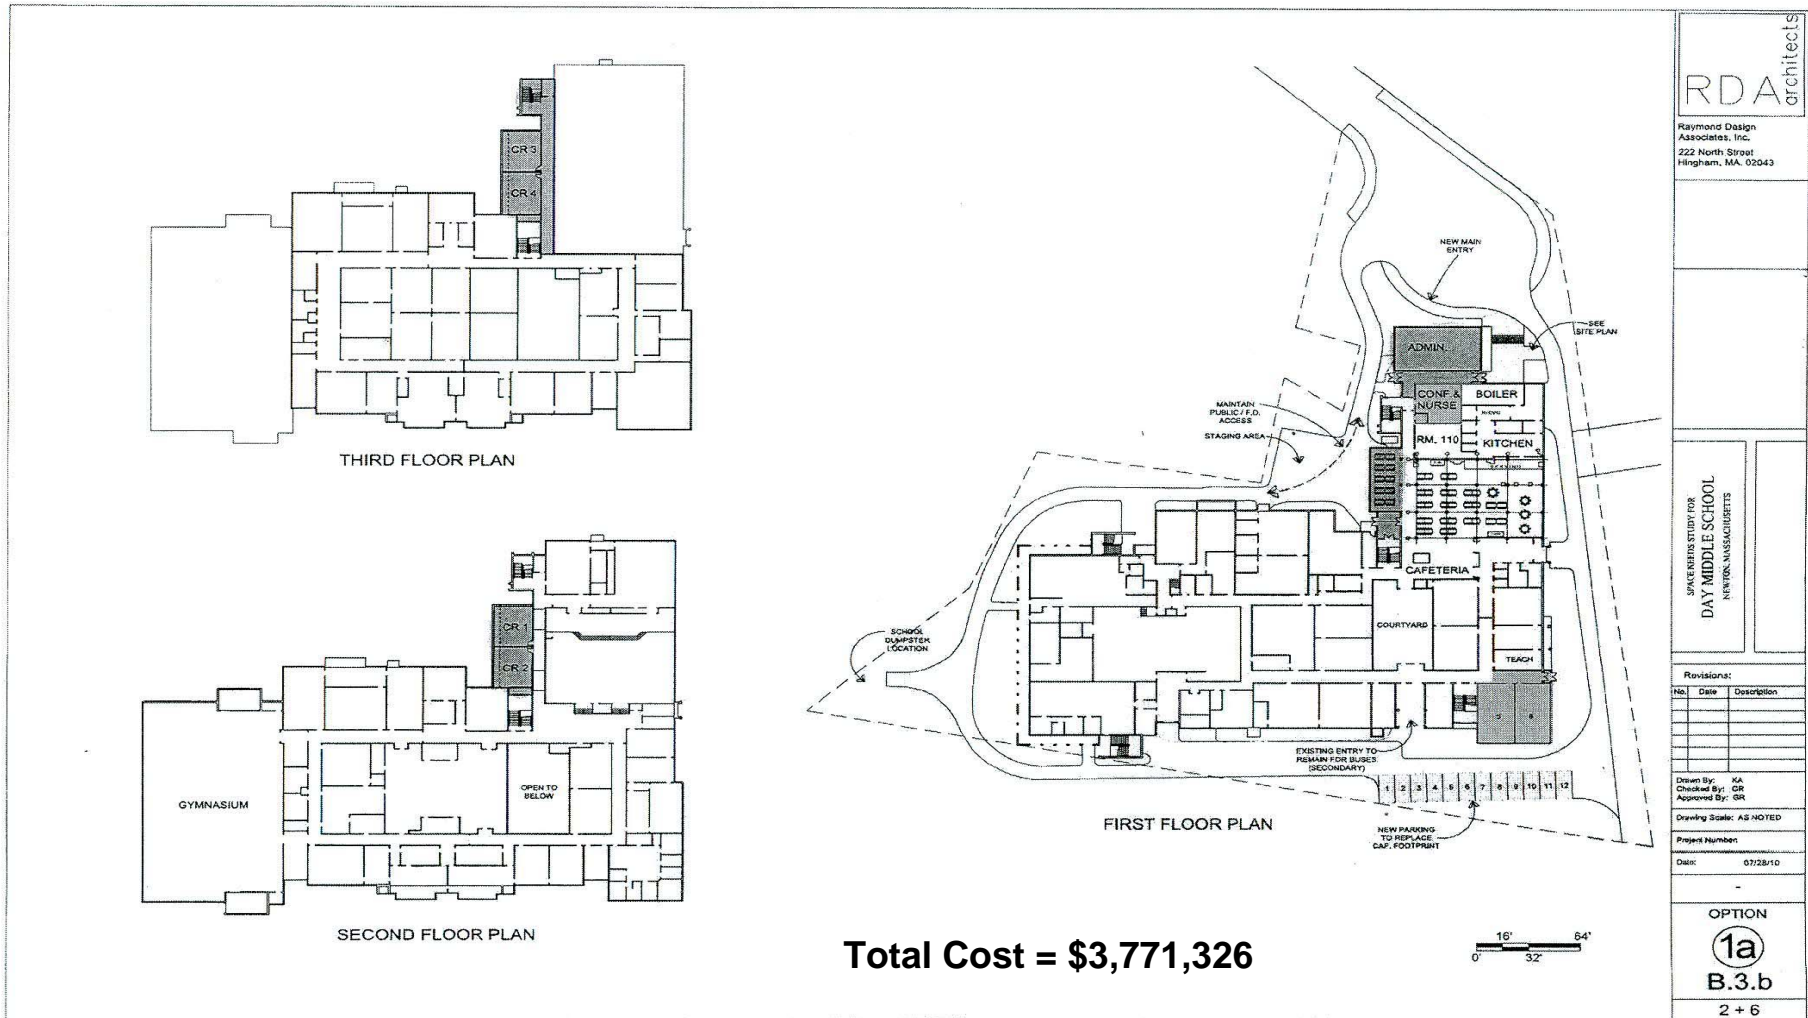 CR 3
CR 4
THIRD FLOOR PLAN
CR 1
CR 2
GYMNASIUM
OPEN TO
BELOW
SECOND FLOOR PLAN
NEW MAIN
ENTRY
SEE
SITE PLAN
ADMIN.
CONF &
NURSE
BOILER
RM. 110
KITCHEN
MAINTAIN
PUBLIC / F.D.
ACCESS
STAGING AREA
CAFETERIA
COURTYARD
TEACH
SCHOOL
DUMPSTER
LOCATION
EXISTING ENTRY TO
REMAIN FOR BUSES
(SECONDARY)
1 2 3 4 5 6 7 8 9 10 11 12
NEW PARKING
TO REPLACE
CAF. FOOTPRINT
FIRST FLOOR PLAN
Total Cost = $3,771,326
16' 64'
0' 32'
RDA
architects
Raymond Design
Associates, Inc.
222 North Street
Hingham, MA. 02043
SPACE NEEDS STUDY FOR
DAY MIDDLE SCHOOL
NEWTON, MASSACHUSETTS
Revisions:
No. Date Description
Drawn By: KA
Checked By: GR
Approved By: GR
Drawing Scale: AS NOTED
Project Number:
Date: 07/28/10
-
OPTION
1a
B.3.b
2 + 6